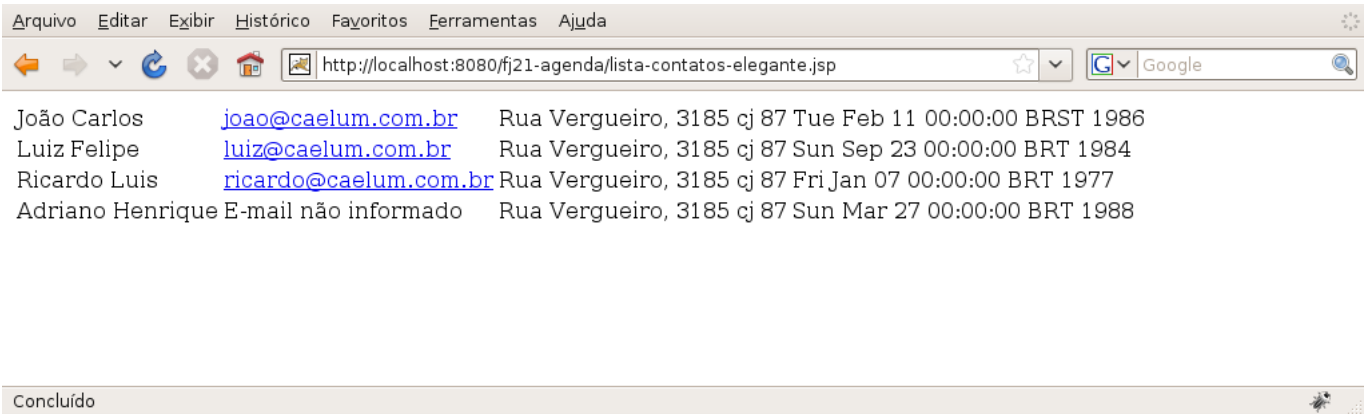 Arquivo Editar Exibir Histórico Favoritos Ferramentas Ajuda
http://localhost:8080/fj21-agenda/lista-contatos-elegante.jsp G Google
João Carlos joao@caelum.com.br Rua Vergueiro, 3185 cj 87 Tue Feb 11 00:00:00 BRST 1986
Luiz Felipe luiz@caelum.com.br Rua Vergueiro, 3185 cj 87 Sun Sep 23 00:00:00 BRT 1984
Ricardo Luis ricardo@caelum.com.br Rua Vergueiro, 3185 cj 87 Fri Jan 07 00:00:00 BRT 1977
Adriano Henrique E-mail não informado Rua Vergueiro, 3185 cj 87 Sun Mar 27 00:00:00 BRT 1988
Concluído